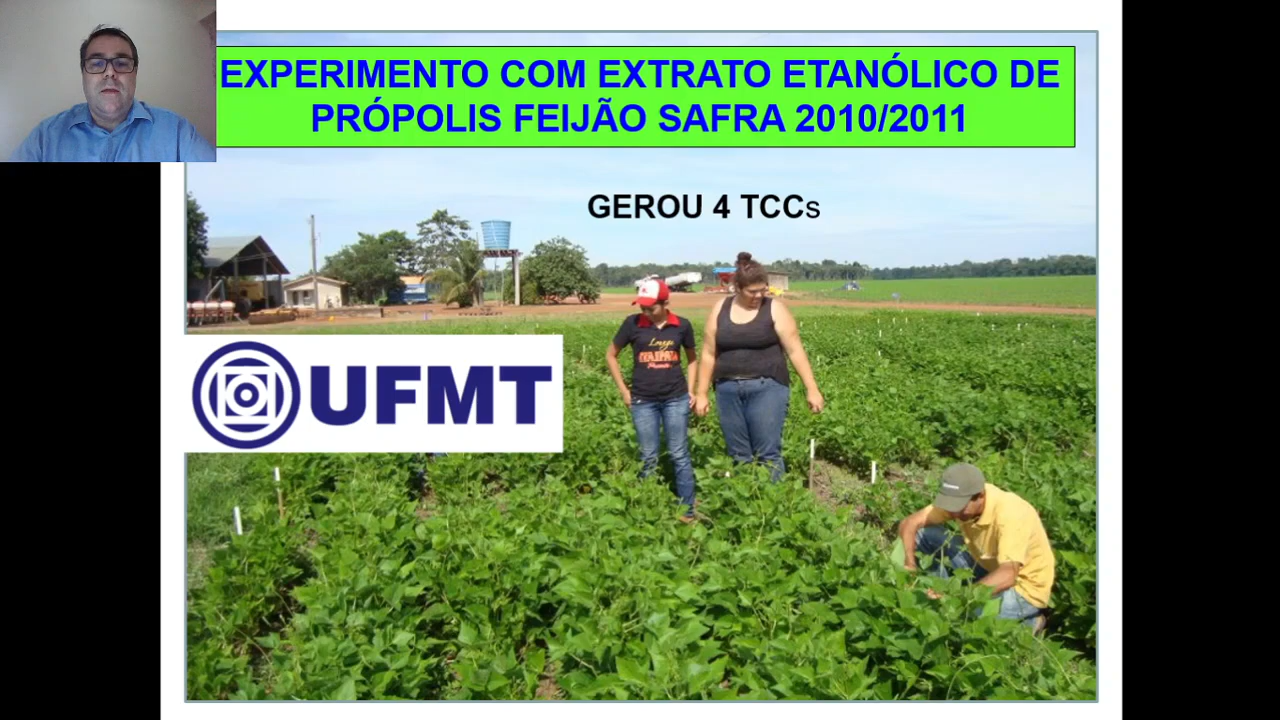 EXPERIMENTO COM EXTRATO ETANÓLICO DE
PRÓPOLIS FEIJÃO SAFRA 2010/2011
GEROU 4 TCCs
UFMT